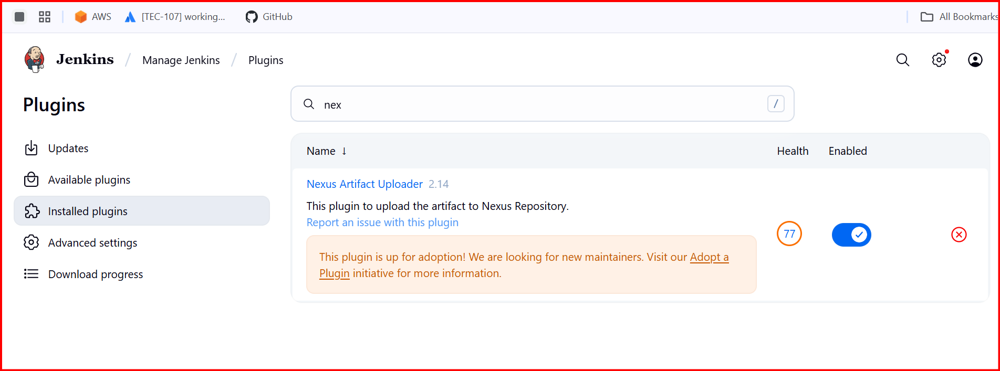 AWS
[TEC-107] working...
GitHub
All Bookmarks
Jenkins / Manage Jenkins / Plugins
Plugins
nex
/
Updates
Available plugins
Installed plugins
Advanced settings
Download progress
Name ↓ Health Enabled
Nexus Artifact Uploader 2.14
This plugin to upload the artifact to Nexus Repository.
Report an issue with this plugin
77
This plugin is up for adoption! We are looking for new maintainers. Visit our Adopt a
Plugin initiative for more information.